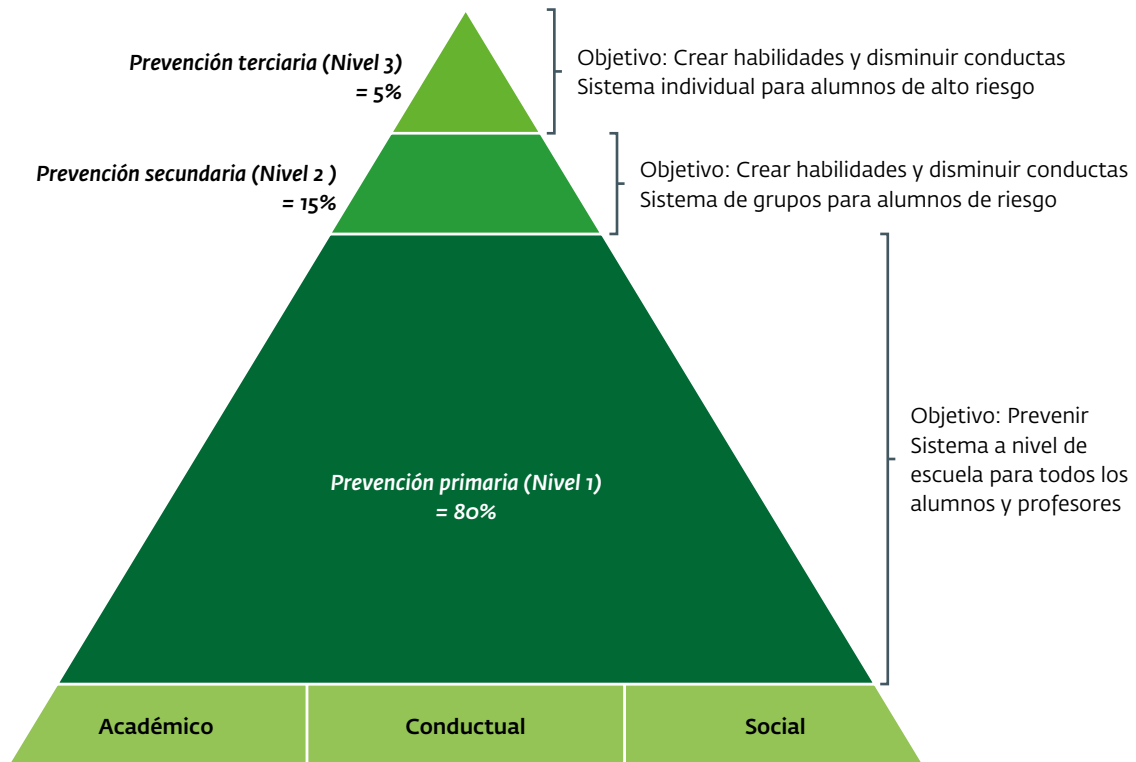 Prevención terciaria (Nivel 3)
= 5%
Objetivo: Crear habilidades y disminuir conductas
Sistema individual para alumnos de alto riesgo
Prevención secundaria (Nivel 2 )
= 15%
Objetivo: Crear habilidades y disminuir conductas
Sistema de grupos para alumnos de riesgo
Prevención primaria (Nivel 1)
= 80%
Objetivo: Prevenir
Sistema a nivel de
escuela para todos los
alumnos y profesores
Académico
Conductual
Social